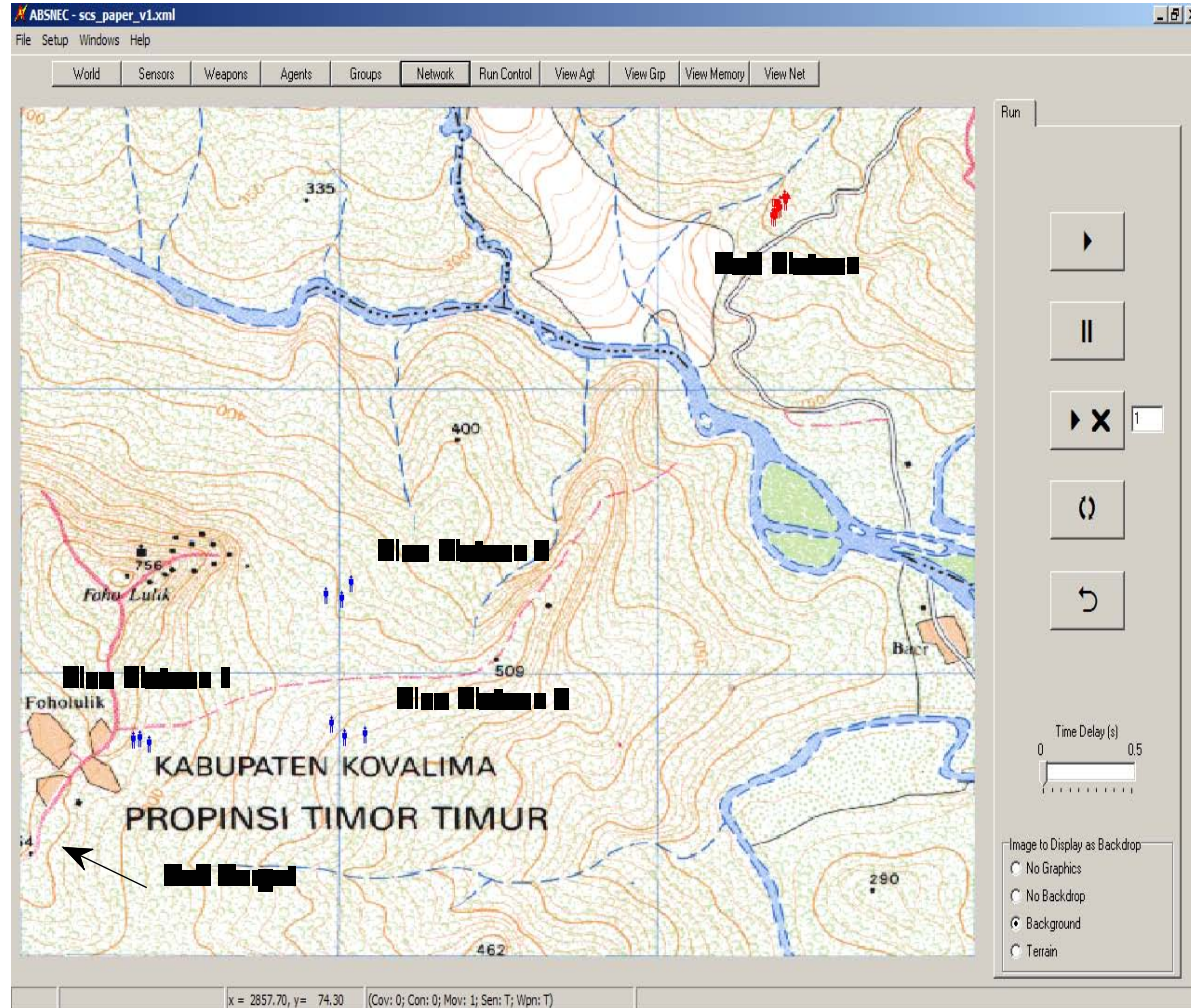 ABSNEC - scs_paper_v1.xml
File Setup Windows Help
World Sensors Weapons Agents Groups Network Run Control View Agt View Grp View Memory View Net
Run
335
300
400
400
1
756
Foho Lulik
509
300
Baer
Foholulik
KABUPATEN KOVALIMA
PROPINSI TIMOR TIMUR
Time Delay (s)
0 0.5
290
462
Image to Display as Backdrop
No Graphics
No Backdrop
Background
Terrain
x = 2857.70, y= 74.30 (Cov: 0; Con: 0; Mov: 1; Sen: T; Wpn: T)